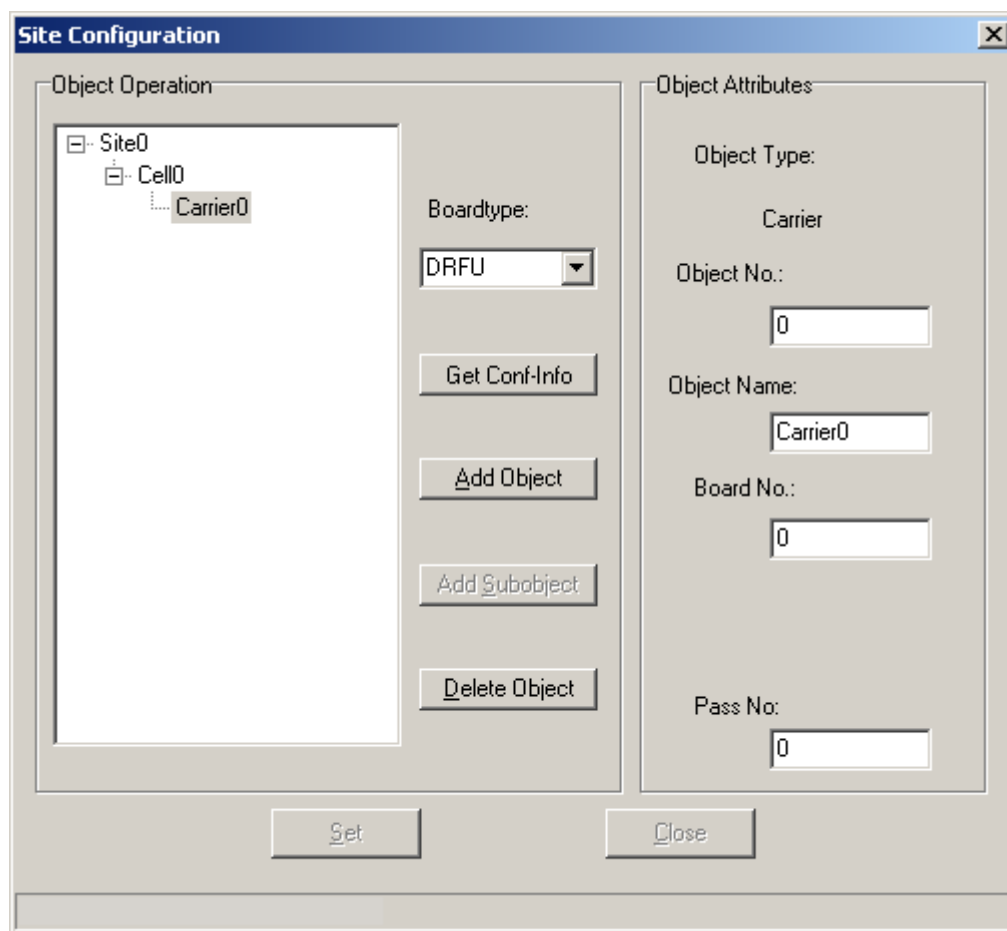 Site Configuration
Object Operation
Site0
Cell0
Carrier0
Boardtype:
DRFU
Get Conf-Info
Add Object
Add Subobject
Delete Object
Object Attributes
Object Type:
Carrier
Object No.:
0
Object Name:
Carrier0
Board No.:
0
Pass No:
0
Set
Close